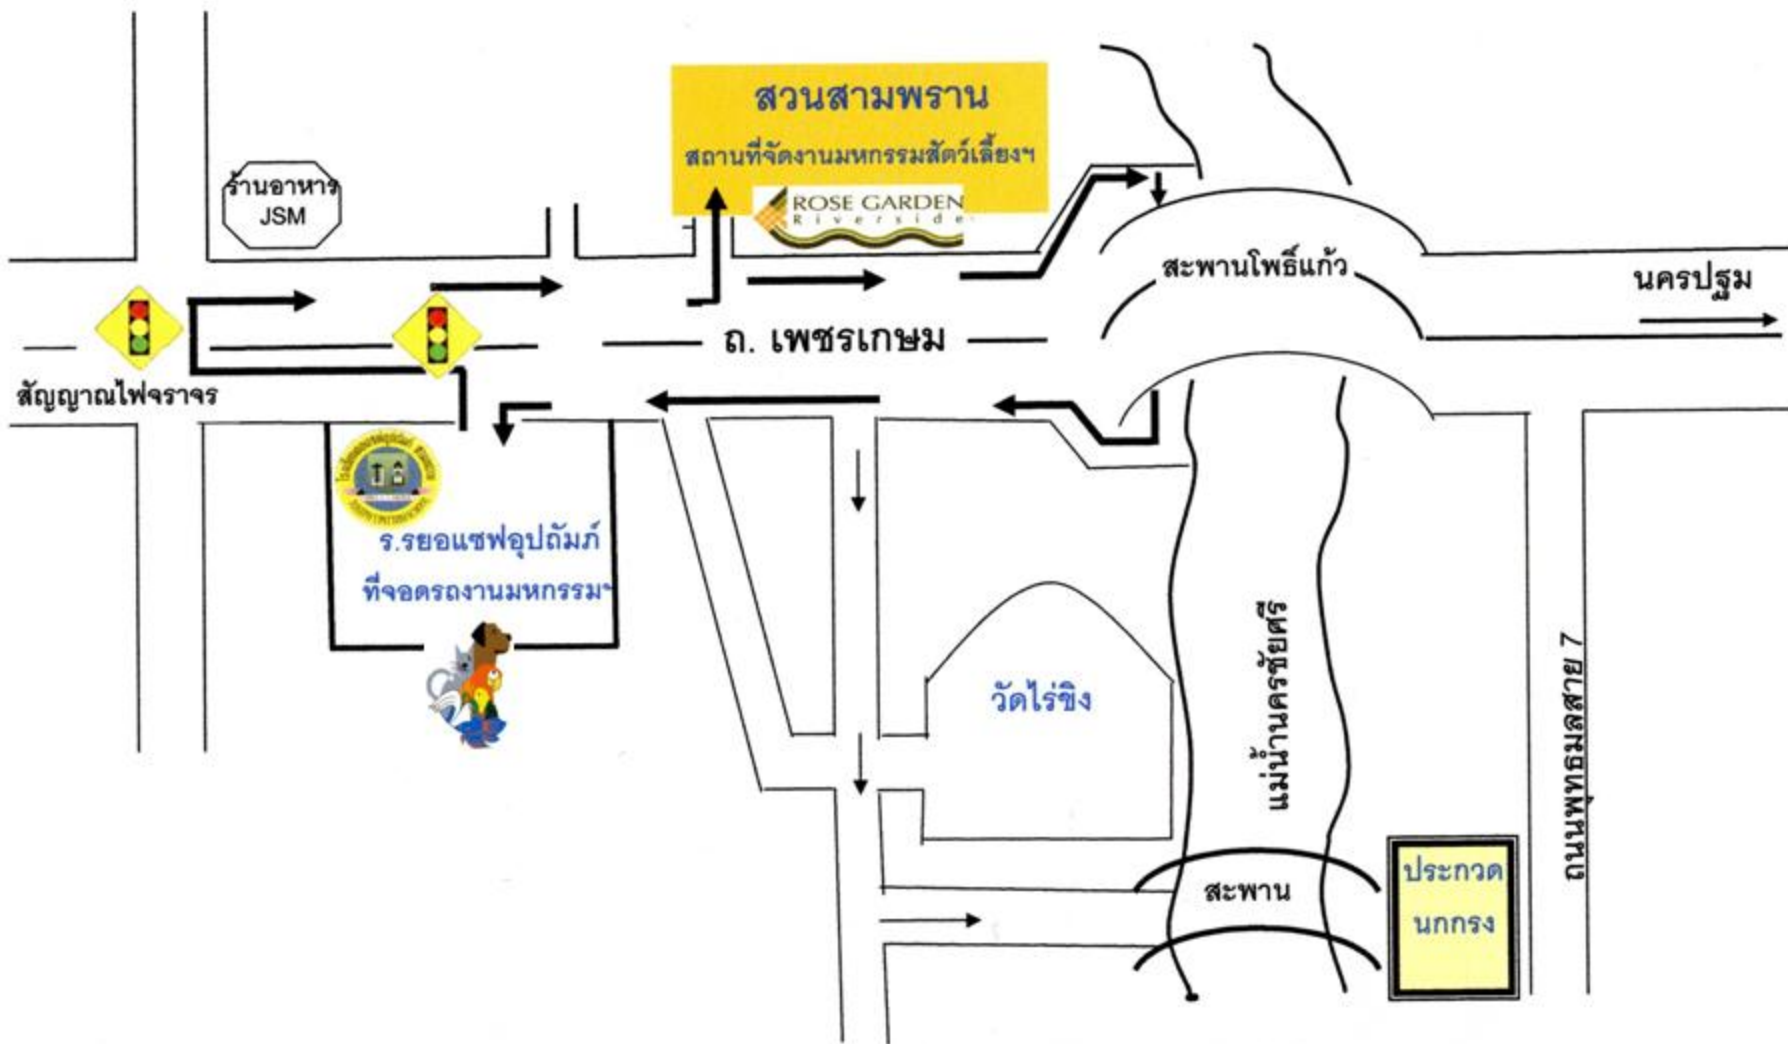 สวนสามพราน
สถานที่จัดงานมหกรรมสัตว์เลี้ยงฯ
ROSE GARDEN
Riverside
ร้านอาหาร
JSM
สะพานโพธิ์แก้ว
นครปฐม
ถ. เพชรเกษม
สัญญาณไฟจราจร
ร.รยอแซฟอุปถัมภ์
ที่จอดรถงานมหกรรมฯ
วัดไร่ขิง
แม่น้ำนครชัยศรี
ถนนพุทธมลสาย 7
สะพาน
ประกวด
นกกรง